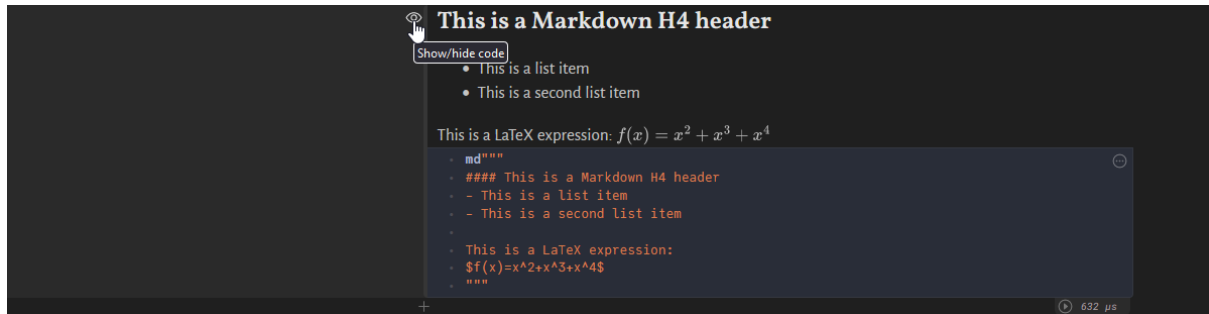 This is a Markdown H4 header
Show/hide code
This is a list item
This is a second list item
This is a LaTeX expression: f(x) = x² + x³ + x⁴
md"""
#### This is a Markdown H4 header
- This is a list item
- This is a second list item
This is a LaTeX expression:
$f(x)=x^2+x^3+x^4$
"""
632 μs